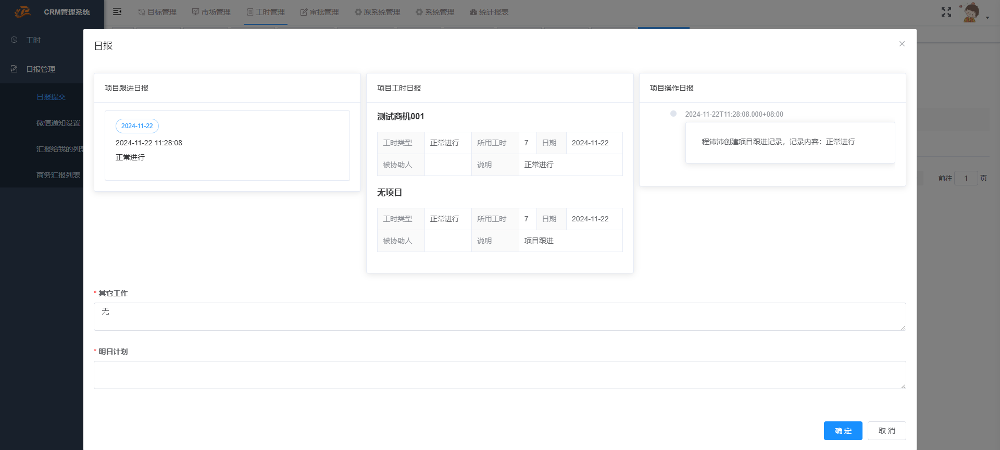 CRM管理系统
目标管理
市场管理
工时管理
审批管理
原系统管理
系统管理
统计报表
工时
日报管理
日报提交
微信通知设置
汇报给我的列表
商务汇报列表
日报
项目跟进日报
2024-11-22
2024-11-22 11:28:08
正常进行
项目工时日报
测试商机001
工时类型 正常进行 所用工时 7 日期 2024-11-22
被协助人 说明 正常进行
无项目
工时类型 正常进行 所用工时 7 日期 2024-11-22
被协助人 说明 项目跟进
项目操作日报
2024-11-22T11:28:08.000+08:00
程沛沛创建项目跟进记录，记录内容：正常进行
前往 1 页
* 其它工作
无
* 明日计划
确 定
取 消